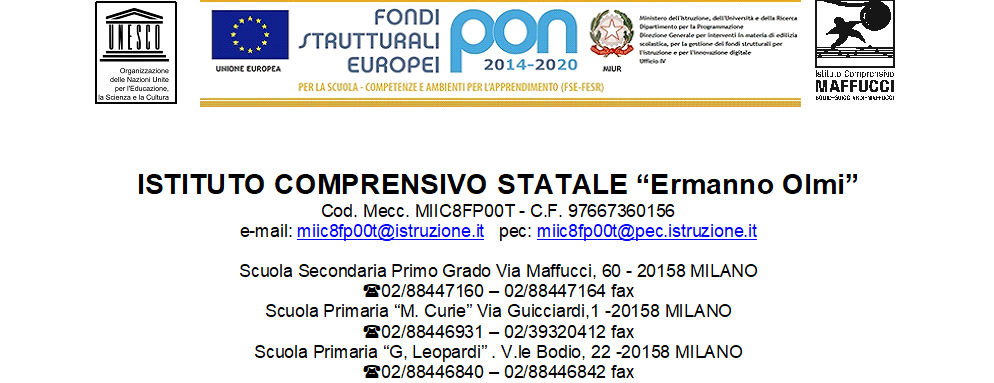 UNESCO
Organizzazione
delle Nazioni Unite
per l'Educazione,
la Scienza e la Cultura
UNIONE EUROPEA
FONDI
STRUTTURALI
EUROPEI
pon
2014-2020
MIUR
Ministero dell'Istruzione, dell'Università e della Ricerca
Dipartimento per la Programmazione
Direzione Generale per interventi in materia di edilizia
scolastica, per la gestione dei fondi strutturali per
l'istruzione e per l'innovazione digitale
Ufficio IV
PER LA SCUOLA - COMPETENZE E AMBIENTI PER L'APPRENDIMENTO (FSE-FESR)
Istituto Comprensivo
MAFFUCCI
ISTITUTO COMPRENSIVO STATALE “Ermanno Olmi”
Cod. Mecc. MIIC8FP00T - C.F. 97667360156
e-mail: miic8fp00t@istruzione.it pec: miic8fp00t@pec.istruzione.it
Scuola Secondaria Primo Grado Via Maffucci, 60 - 20158 MILANO
☎02/88447160 – 02/88447164 fax
Scuola Primaria “M. Curie” Via Guicciardi,1 -20158 MILANO
☎02/88446931 – 02/39320412 fax
Scuola Primaria “G, Leopardi” . V.le Bodio, 22 -20158 MILANO
☎02/88446840 – 02/88446842 fax